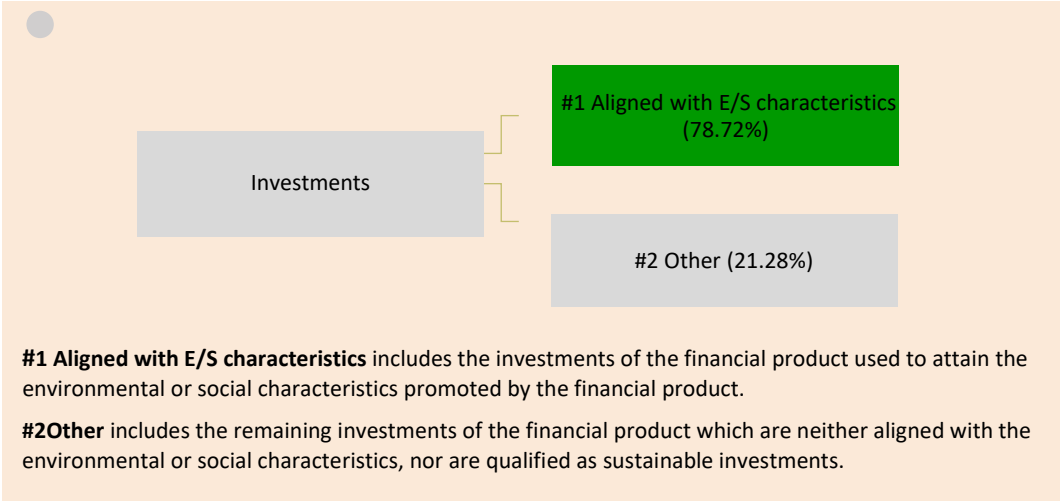 #1 Aligned with E/S characteristics
(78.72%)
Investments
#2 Other (21.28%)
#1 Aligned with E/S characteristics includes the investments of the financial product used to attain the
environmental or social characteristics promoted by the financial product.
#2Other includes the remaining investments of the financial product which are neither aligned with the
environmental or social characteristics, nor are qualified as sustainable investments.